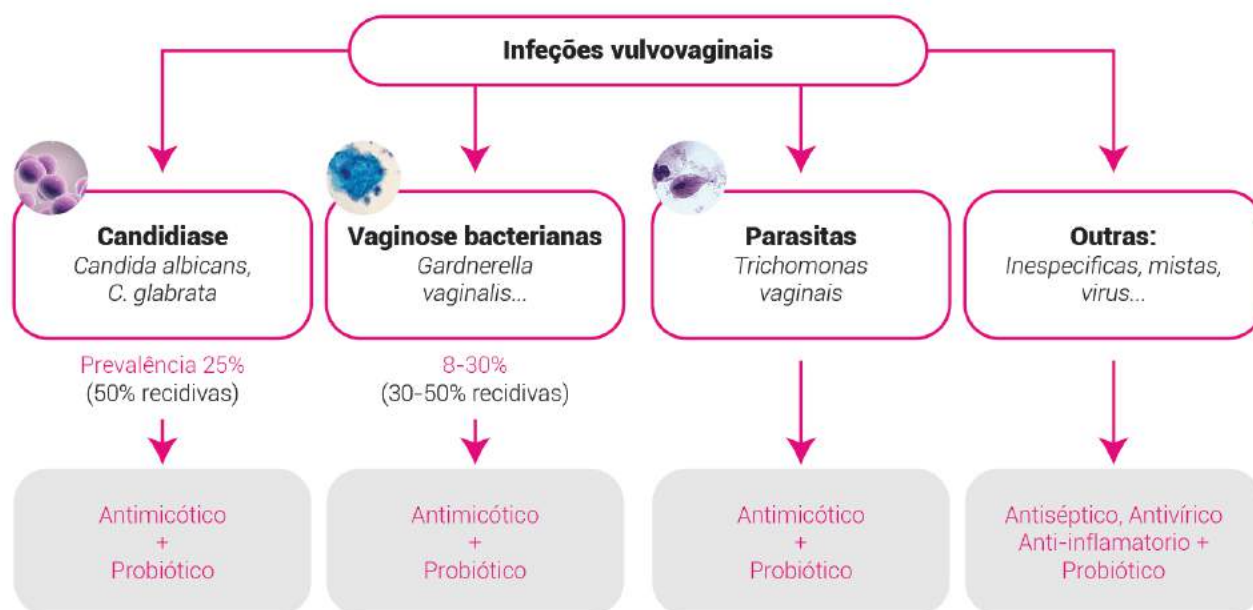 Infeções vulvovaginais
Candidiase
Candida albicans,
C. glabrata
Prevalência 25%
(50% recidivas)
Antimicótico
+
Probiótico
Vaginose bacterianas
Gardnerella
vaginalis...
8-30%
(30-50% recidivas)
Antimicótico
+
Probiótico
Parasitas
Trichomonas
vaginais
Antimicótico
+
Probiótico
Outras:
Inespecificas, mistas,
virus...
Antiséptico, Antivírico
Anti-inflamatorio +
Probiótico